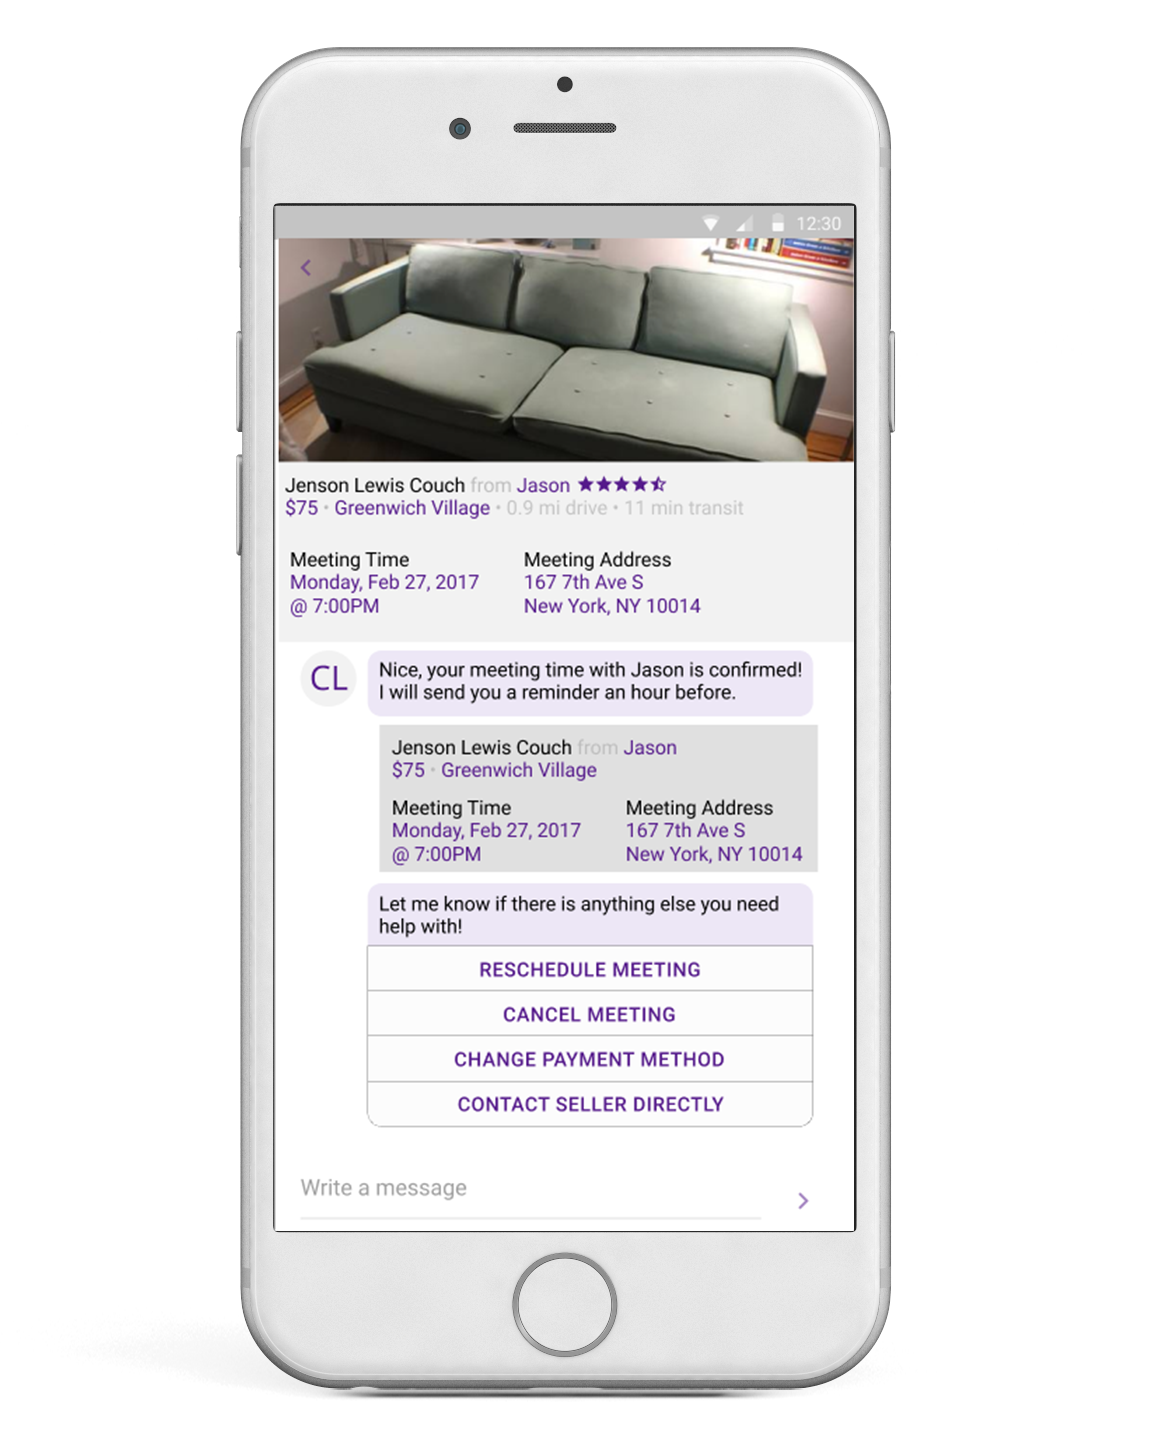 12:30
Jenson Lewis Couch from Jason
$75 • Greenwich Village • 0.9 mi drive • 11 min transit
Meeting Time
Monday, Feb 27, 2017
@ 7:00PM
Meeting Address
167 7th Ave S
New York, NY 10014
CL
Nice, your meeting time with Jason is confirmed!
I will send you a reminder an hour before.
Jenson Lewis Couch from Jason
$75 • Greenwich Village
Meeting Time
Monday, Feb 27, 2017
@ 7:00PM
Meeting Address
167 7th Ave S
New York, NY 10014
Let me know if there is anything else you need
help with!
RESCHEDULE MEETING
CANCEL MEETING
CHANGE PAYMENT METHOD
CONTACT SELLER DIRECTLY
Write a message